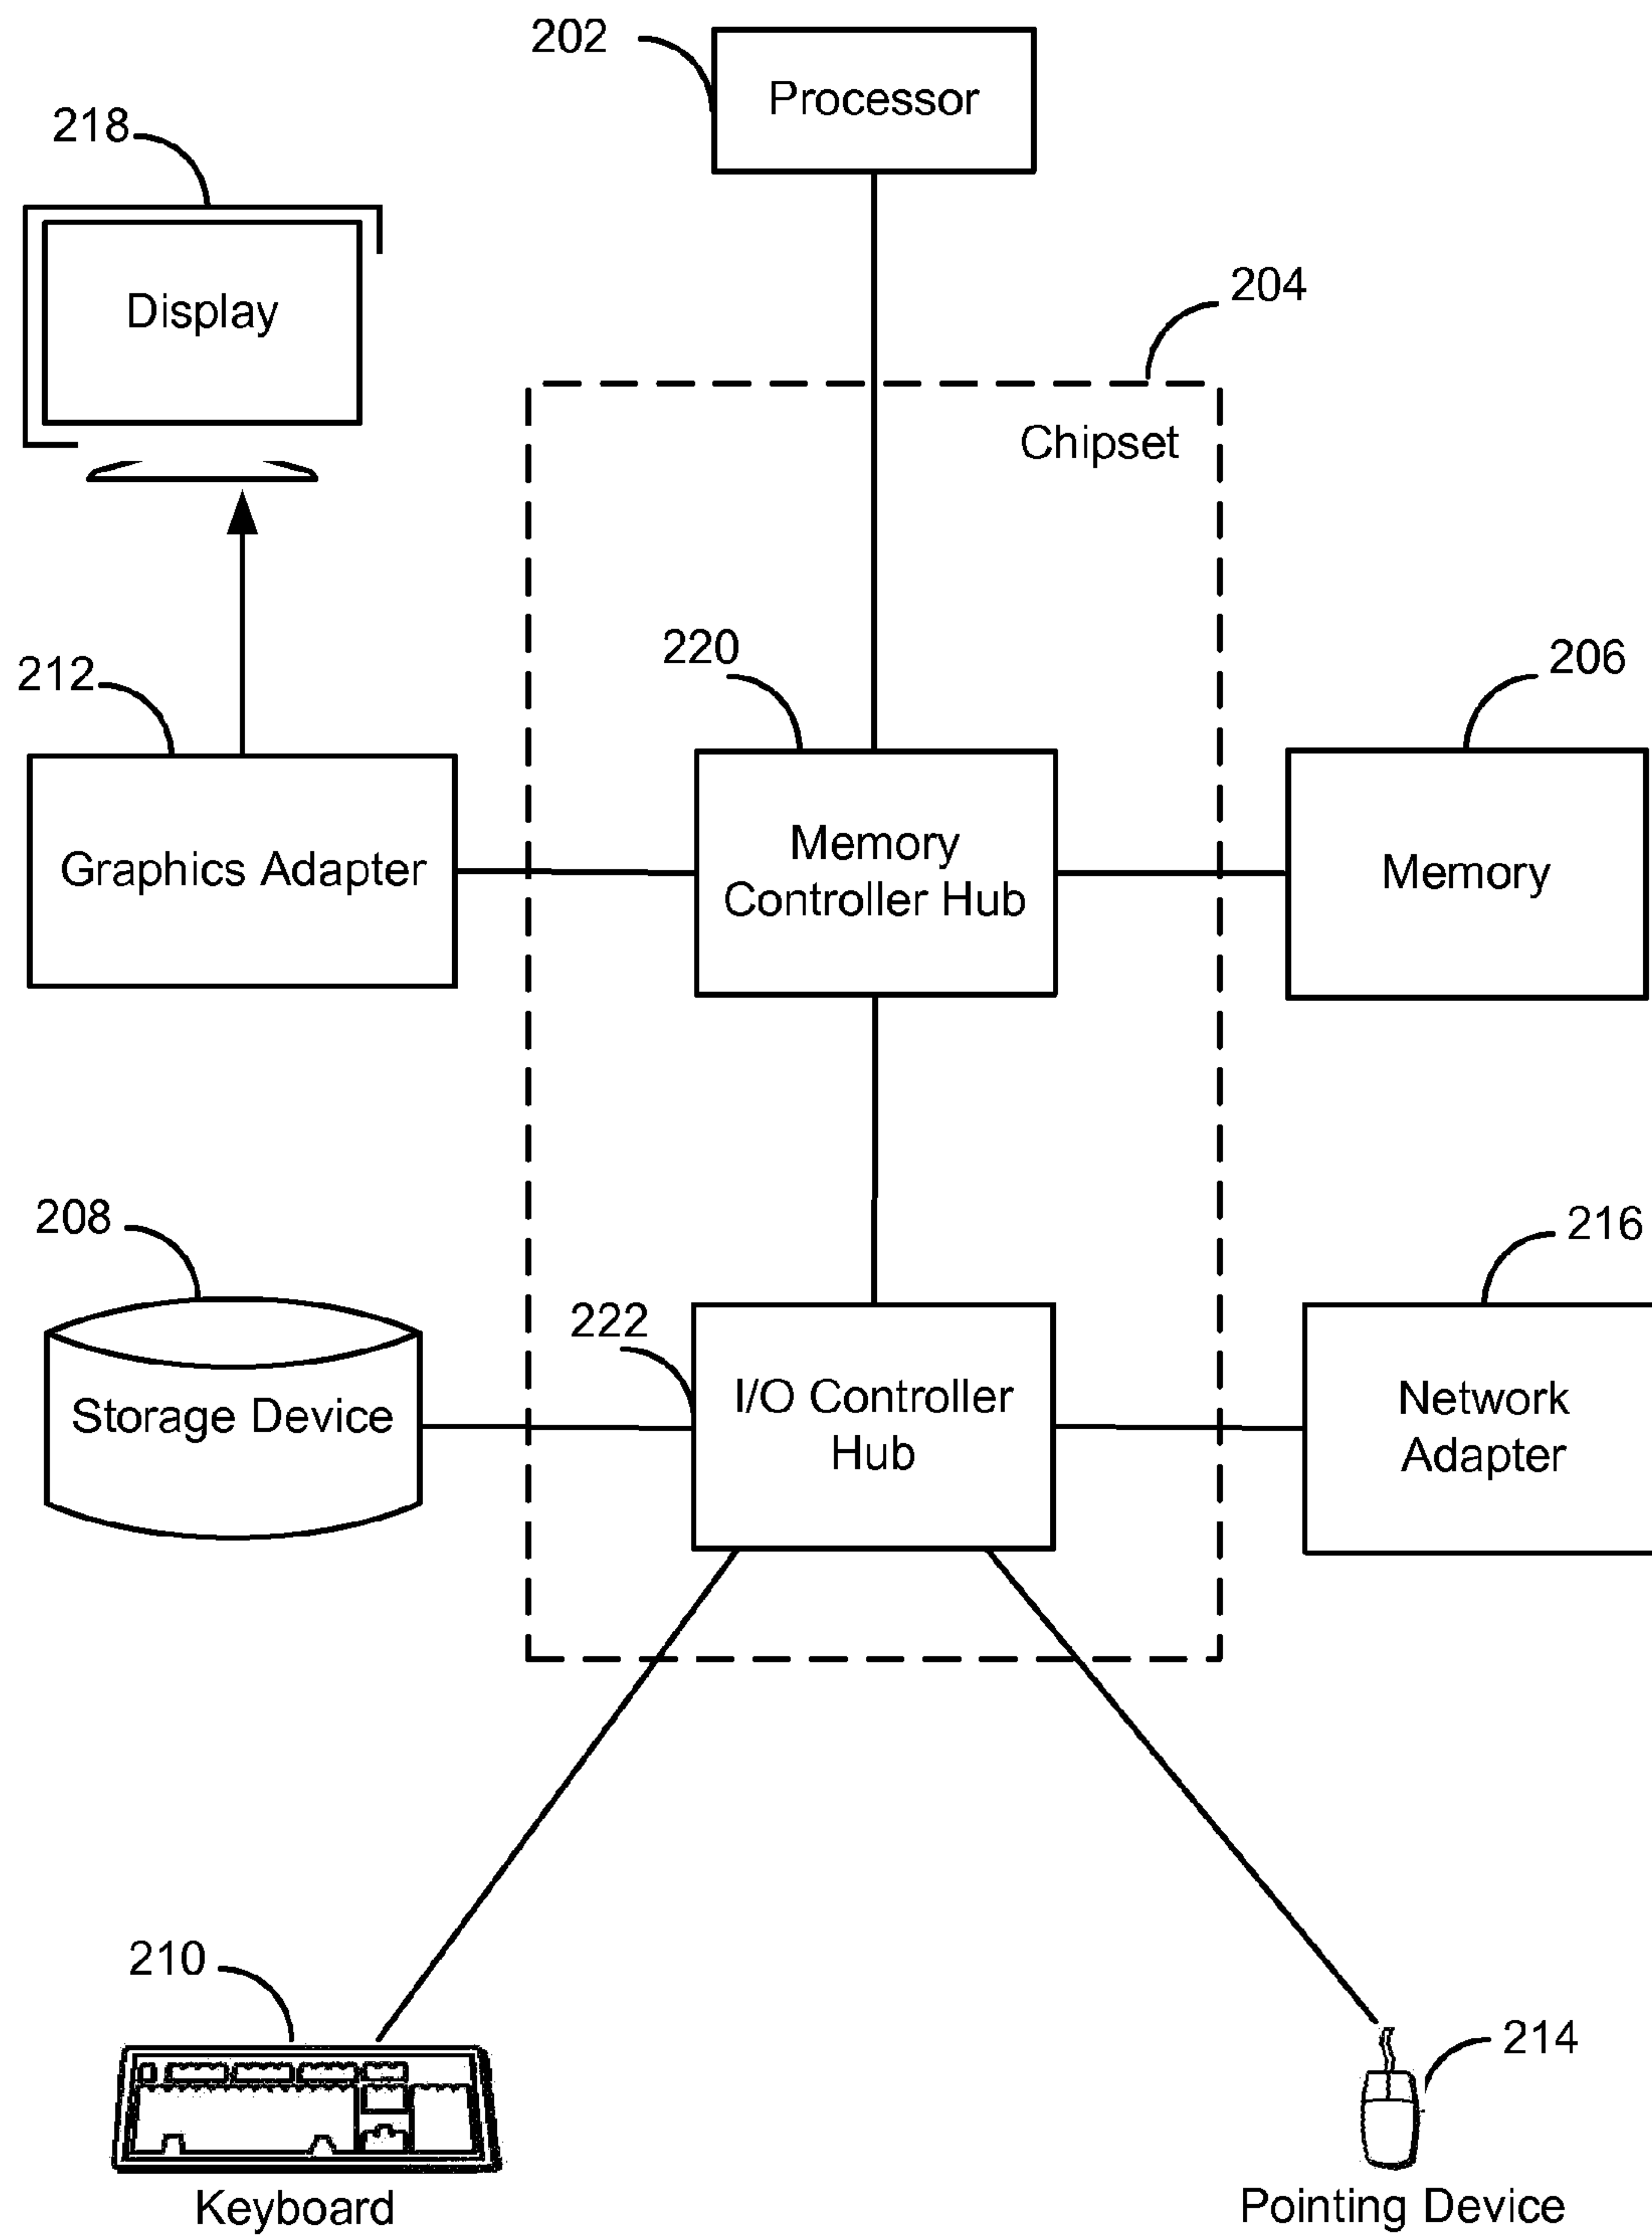 202
Processor
218
Display
204
Chipset
212
220
206
Graphics Adapter
Memory
Controller Hub
Memory
208
222
216
Storage Device
I/O Controller
Hub
Network
Adapter
210
214
Keyboard
Pointing Device